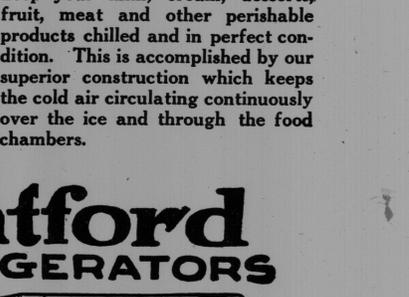 fruit, meat and other perishable
products chilled and in perfect con-
dition. This is accomplished by our
superior construction which keeps
the cold air circulating continuously
over the ice and through the food
chambers.
tford
GERATORS